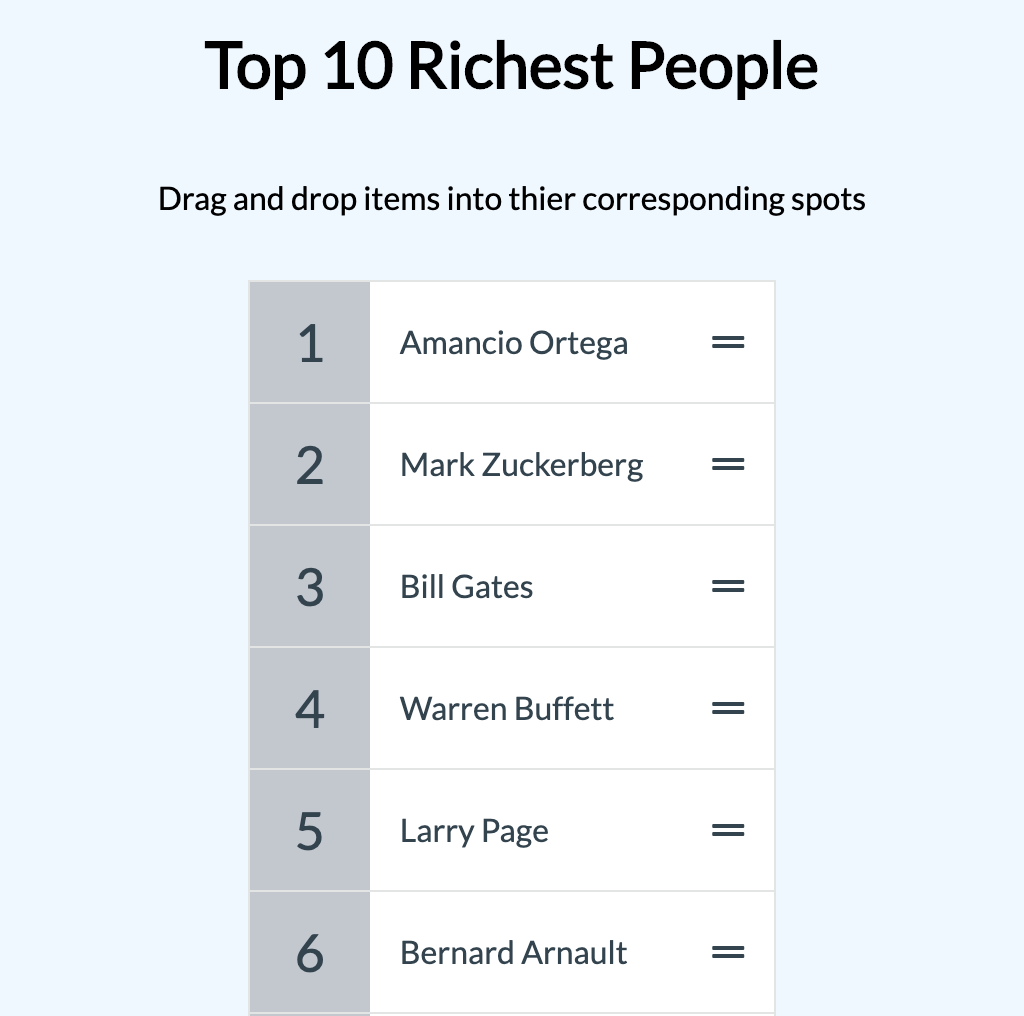 Top 10 Richest People
Drag and drop items into thier corresponding spots
1 Amancio Ortega
2 Mark Zuckerberg
3 Bill Gates
4 Warren Buffett
5 Larry Page
6 Bernard Arnault